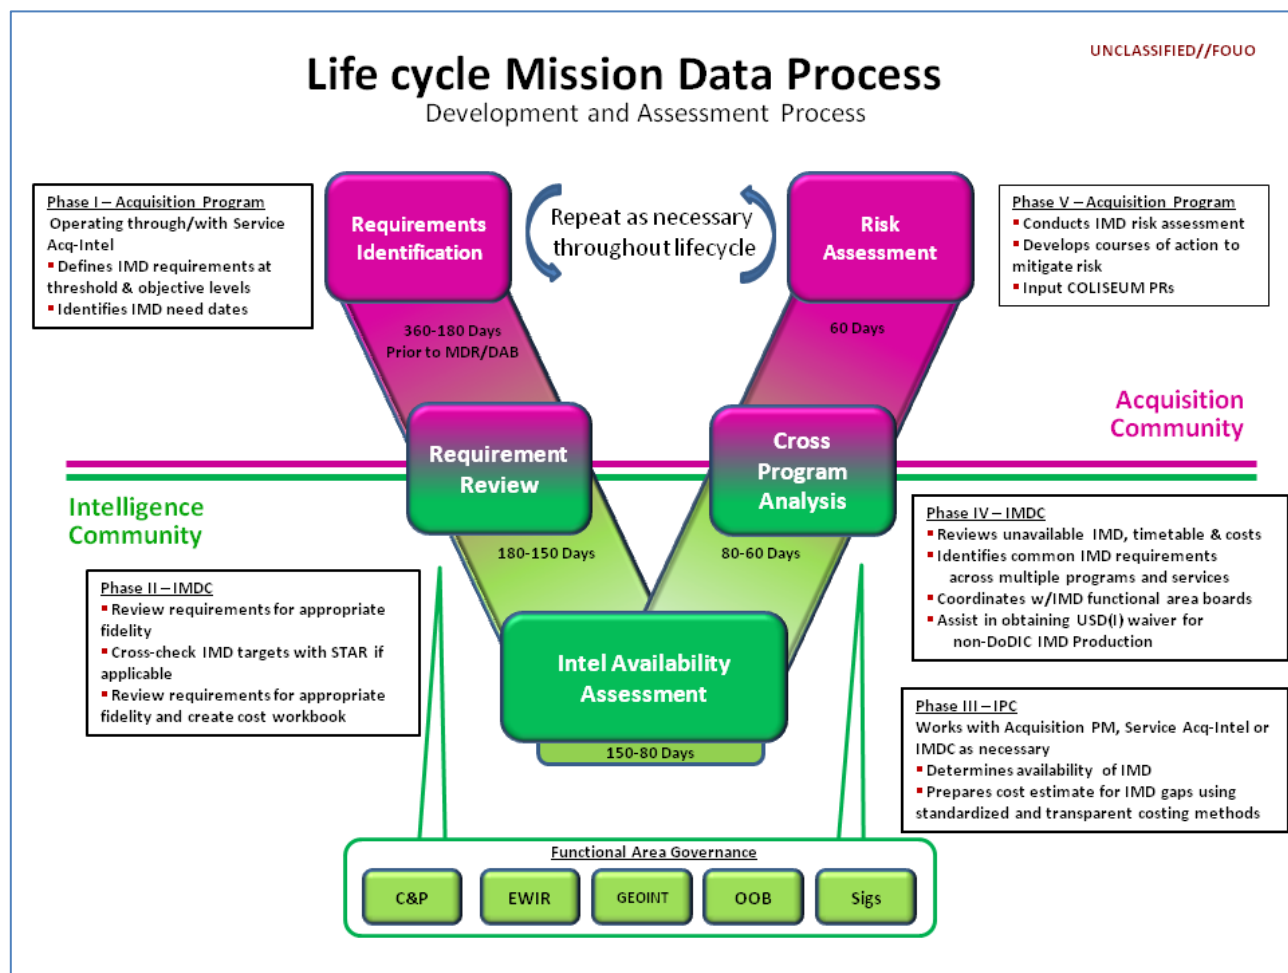 UNCLASSIFIED//FOUO
Life cycle Mission Data Process
Development and Assessment Process
Phase I – Acquisition Program
Operating through/with Service
Acq-Intel
▪ Defines IMD requirements at
threshold & objective levels
▪ Identifies IMD need dates
Requirements
Identification
Repeat as necessary
throughout lifecycle
Risk
Assessment
Phase V – Acquisition Program
▪ Conducts IMD risk assessment
▪ Develops courses of action to
mitigate risk
▪ Input COLISEUM PRs
360-180 Days
Prior to MDR/DAB
60 Days
Acquisition
Community
Requirement
Review
Cross
Program
Analysis
Intelligence
Community
180-150 Days
80-60 Days
Phase IV – IMDC
▪ Reviews unavailable IMD, timetable & costs
▪ Identifies common IMD requirements
across multiple programs and services
▪ Coordinates w/IMD functional area boards
▪ Assist in obtaining USD(I) waiver for
non-DoDIC IMD Production
Phase II – IMDC
▪ Review requirements for appropriate
fidelity
▪ Cross-check IMD targets with STAR if
applicable
▪ Review requirements for appropriate
fidelity and create cost workbook
Intel Availability
Assessment
150-80 Days
Phase III – IPC
Works with Acquisition PM, Service Acq-Intel or
IMDC as necessary
▪ Determines availability of IMD
▪ Prepares cost estimate for IMD gaps using
standardized and transparent costing methods
Functional Area Governance
C&P
EWIR
GEOINT
OOB
Sigs